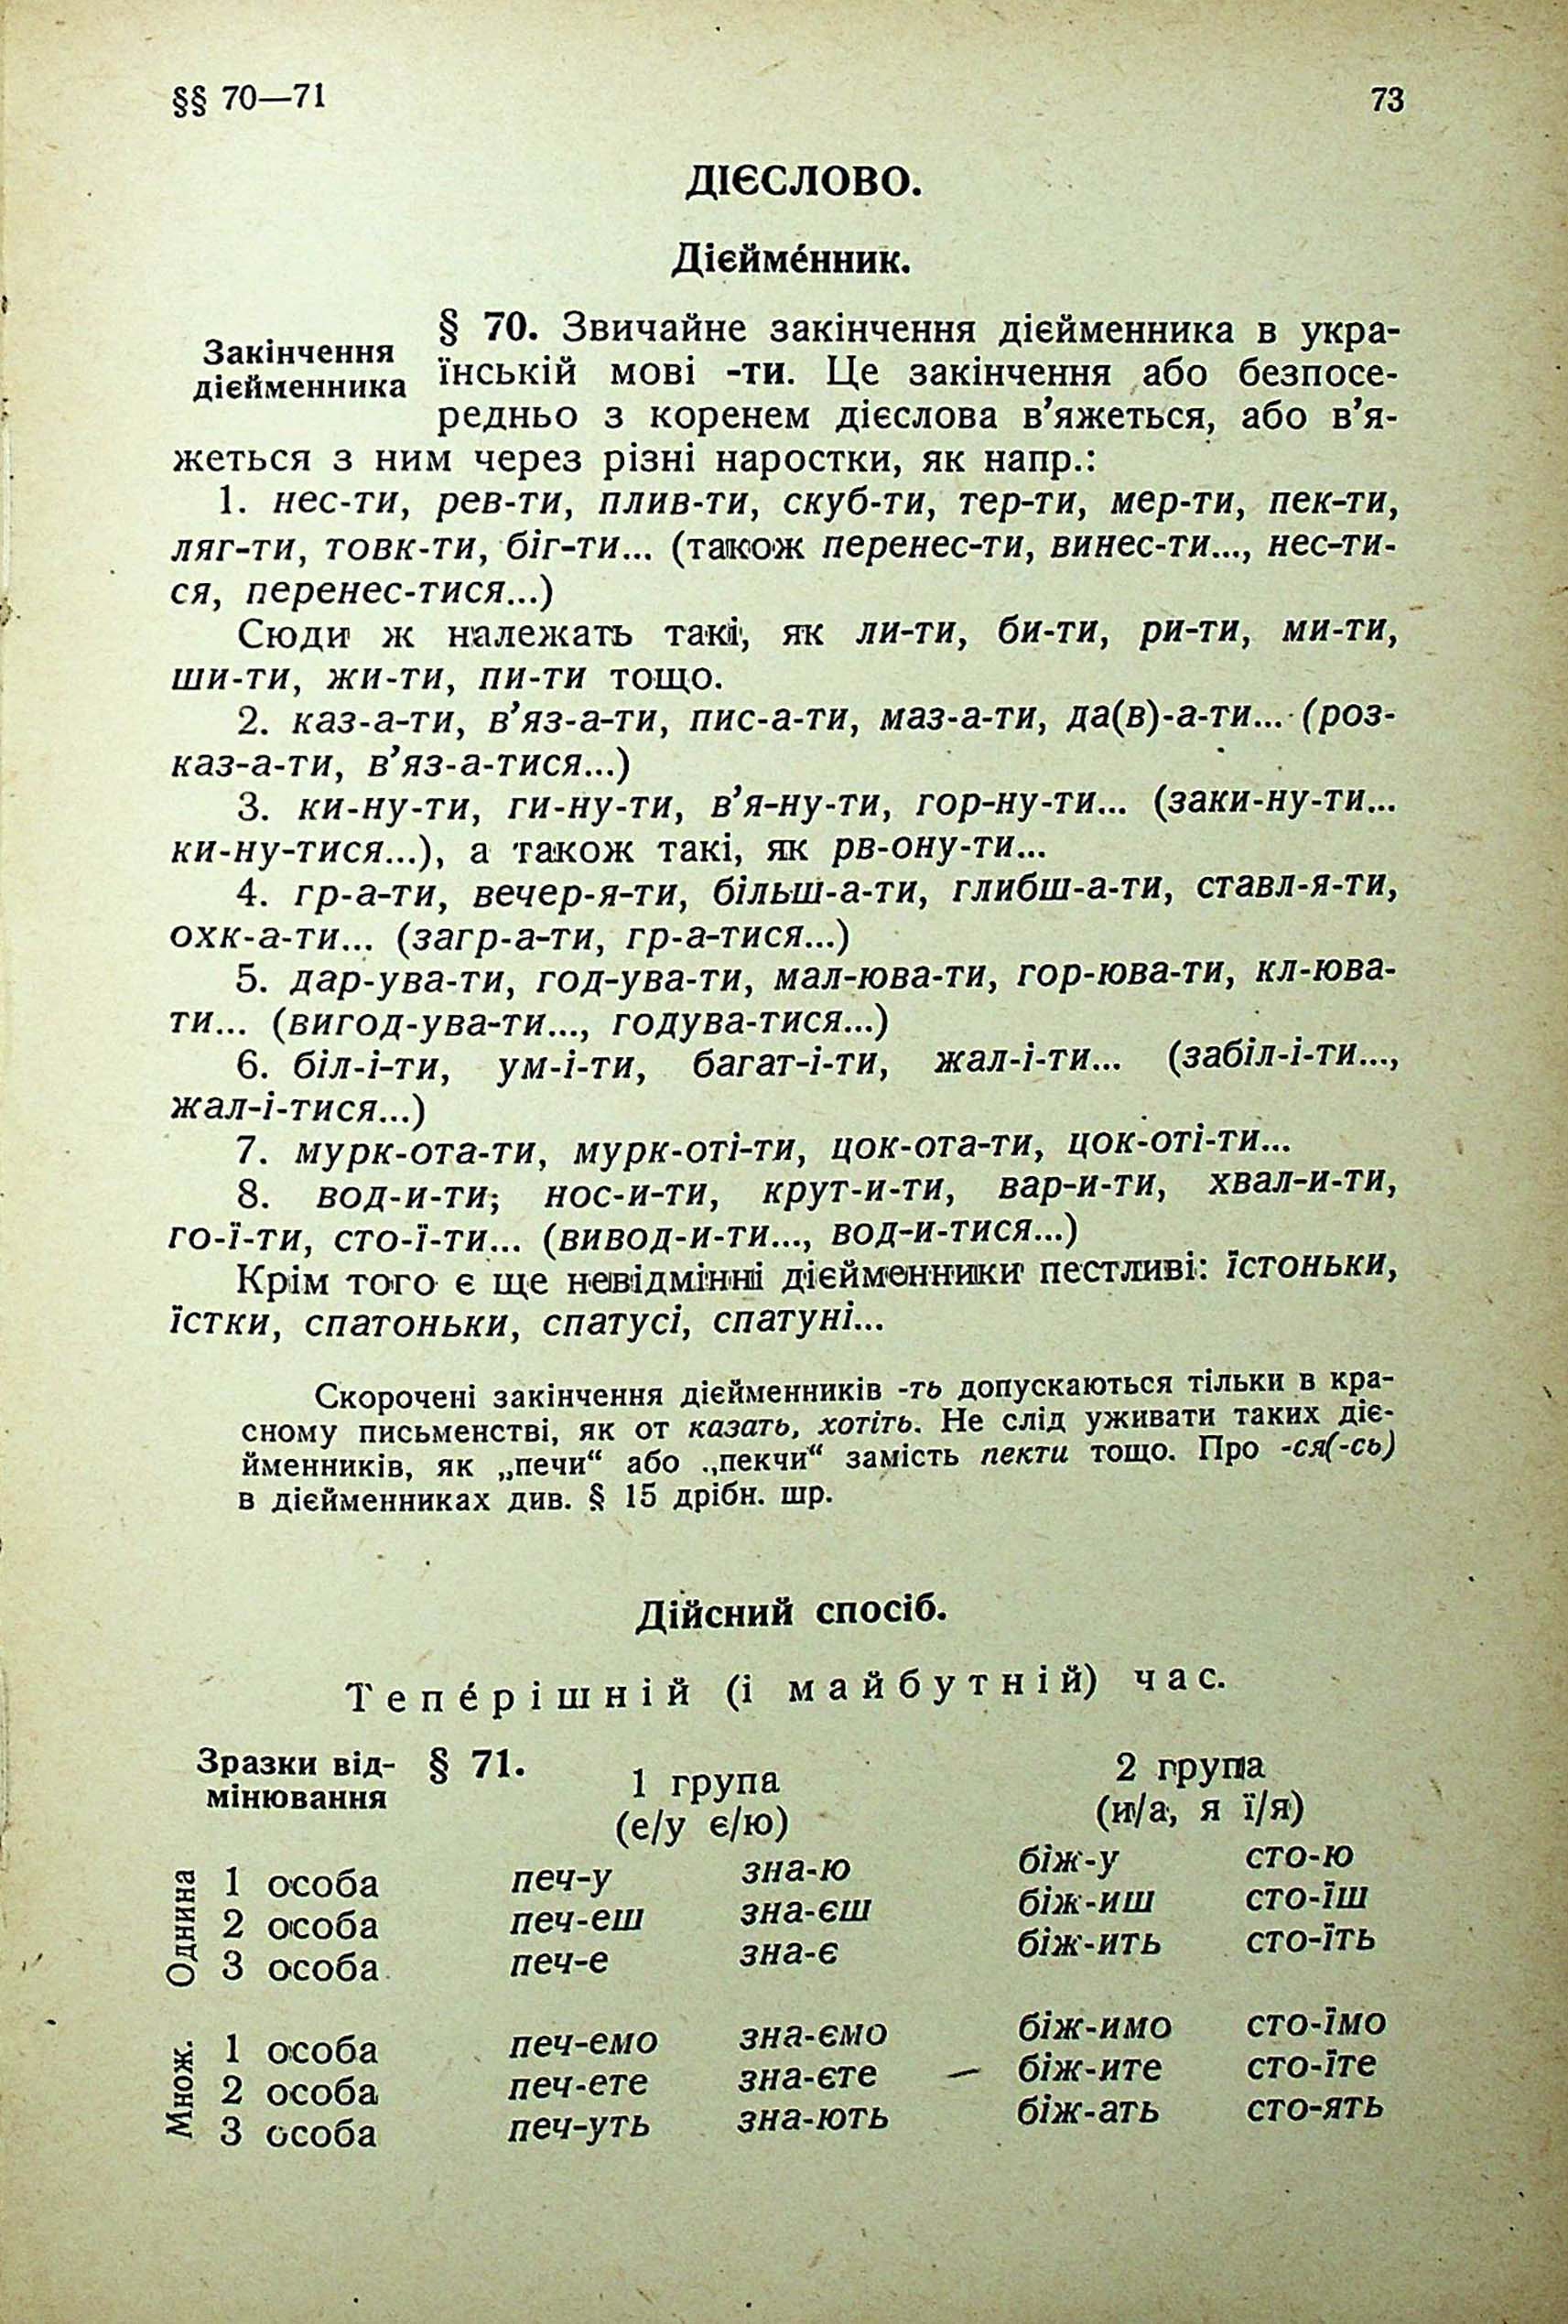 §§ 70—71 73
ДІЄСЛОВО.
Дієйме́нник.
Закінчення
дієйменника
§ 70. Звичайне закінчення дієйменника в укра-
їнській мові -ти. Це закінчення або безпосе-
редньо з коренем дієслова в’яжеться, або в’я-
жеться з ним через різні наростки, як напр.:
1. нес-ти, рев-ти, плив-ти, скуб-ти, тер-ти, мер-ти, пек-ти,
ляг-ти, товк-ти, біг-ти... (також перенес-ти, винес-ти..., нес-ти-
ся, перенес-тися...)
Сюди ж належать такі, як ли-ти, би-ти, ри-ти, ми-ти,
ши-ти, жи-ти, пи-ти тощо.
2. каз-а-ти, в’яз-а-ти, пис-а-ти, маз-а-ти, да(в)-а-ти... (роз-
каз-а-ти, в’яз-а-тися...)
3. ки-ну-ти, ги-ну-ти, в’я-ну-ти, гор-ну-ти... (заки-ну-ти...
ки-ну-тися...), а також такі, як рв-ону-ти...
4. гр-а-ти, вечер-я-ти, більш-а-ти, глибш-а-ти, ставл-я-ти,
охк-а-ти... (загр-а-ти, гр-а-тися...)
5. дар-ува-ти, год-ува-ти, мал-юва-ти, гор-юва-ти, кл-юва-
ти... (вигод-ува-ти..., годува-тися...)
6. біл-і-ти, ум-і-ти, багат-і-ти, жал-і-ти... (забіл-і-ти...,
жал-і-тися...)
7. мурк-ота-ти, мурк-оті-ти, цок-ота-ти, цок-оті-ти...
8. вод-и-ти; нос-и-ти, крут-и-ти, вар-и-ти, хвал-и-ти,
го-ї-ти, сто-ї-ти... (вивод-и-ти..., вод-и-тися...)
Крім того є ще невідмінні дієйменники пестливі: їстоньки,
їстки, спатоньки, спатусі, спатуні...
Скорочені закінчення дієйменників -ть допускаються тільки в кра-
сному письменстві, як от казать, хотіть. Не слід уживати таких діє-
йменників, як „печи“ або „пекчи“ замість пекти тощо. Про -ся(-сь)
в дієйменниках див. § 15 дрібн. шр.
Дійсний спосіб.
Тепе́рішній (і майбутній) час.
Зразки від-
мінювання
§ 71.
1 група 2 група
(е/у є/ю) (и/а, я ї/я)
Однина
1 особа печ-у зна-ю біж-у сто-ю
2 особа печ-еш зна-єш біж-иш сто-їш
3 особа печ-е зна-є біж-ить сто-їть
Множ.
1 особа печ-емо зна-ємо біж-имо сто-їмо
2 особа печ-ете зна-єте — біж-ите сто-їте
3 особа печ-уть зна-ють біж-ать сто-ять